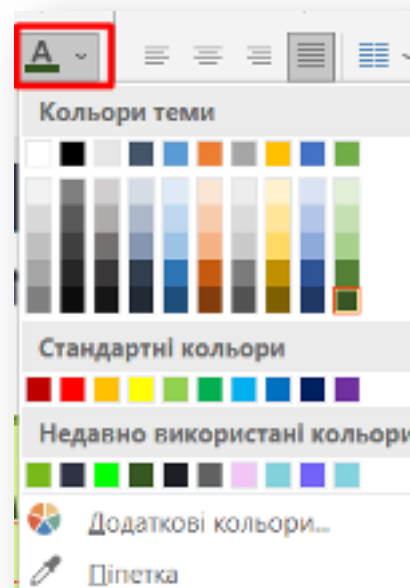 A
Кольори теми
Стандартні кольори
Недавно використані кольори
Додаткові кольори...
Піпетка